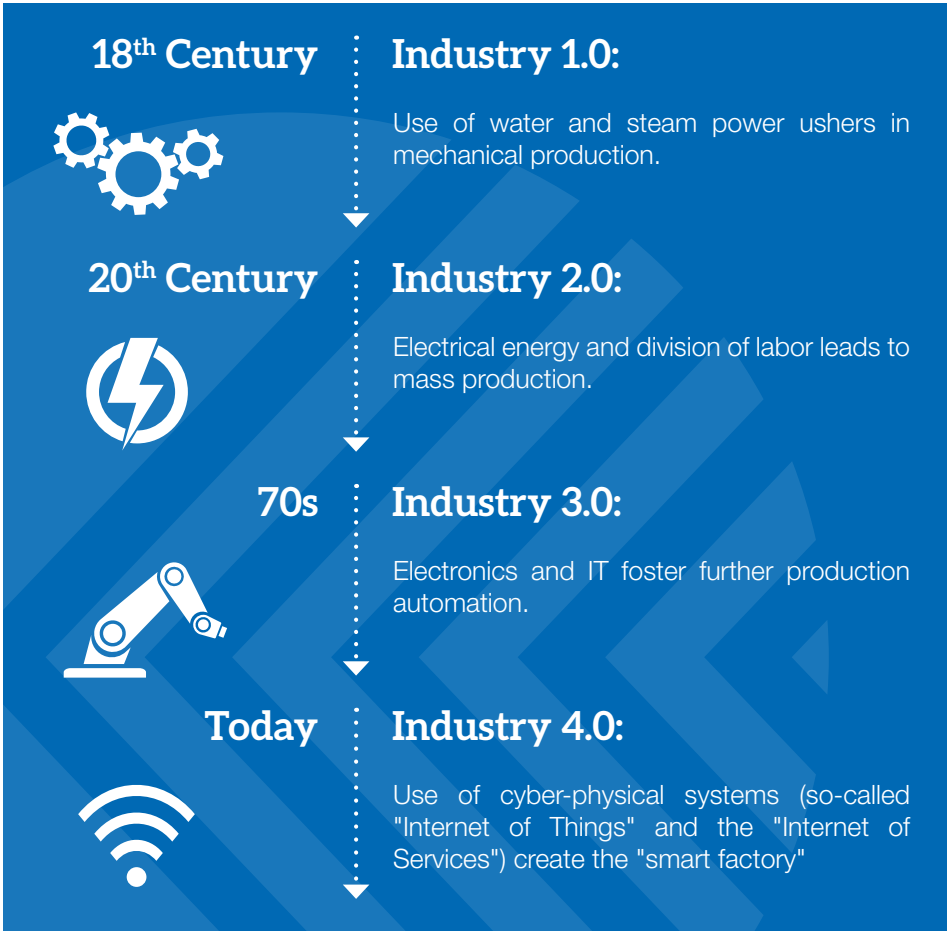 18th Century
Industry 1.0:
Use of water and steam power ushers in
mechanical production.
20th Century
Industry 2.0:
Electrical energy and division of labor leads to
mass production.
70s
Industry 3.0:
Electronics and IT foster further production
automation.
Today
Industry 4.0:
Use of cyber-physical systems (so-called
"Internet of Things" and the "Internet of
Services") create the "smart factory"